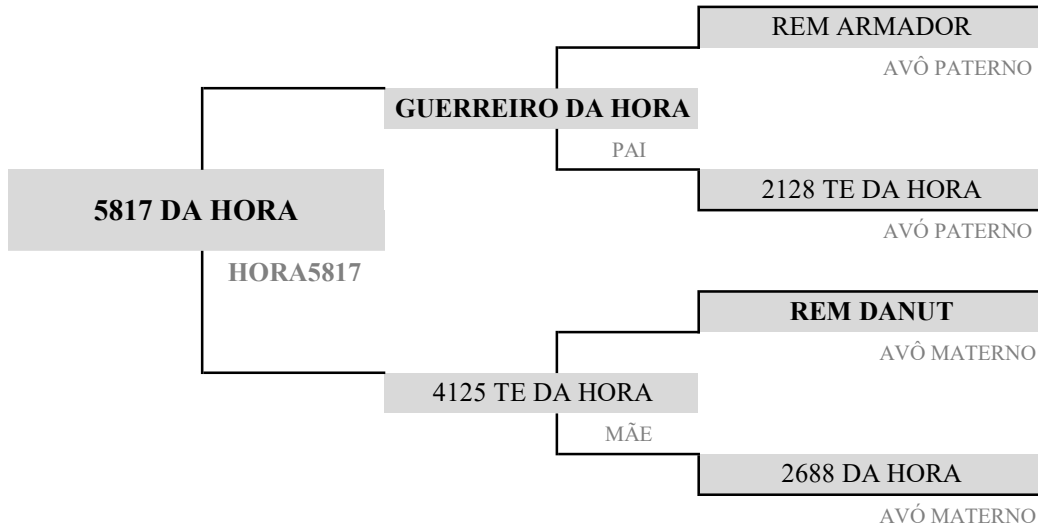 REM ARMADOR
AVÔ PATERNO
GUERREIRO DA HORA
PAI
2128 TE DA HORA
AVÓ PATERNO
5817 DA HORA
HORA5817
REM DANUT
AVÔ MATERNO
4125 TE DA HORA
MÃE
2688 DA HORA
AVÓ MATERNO